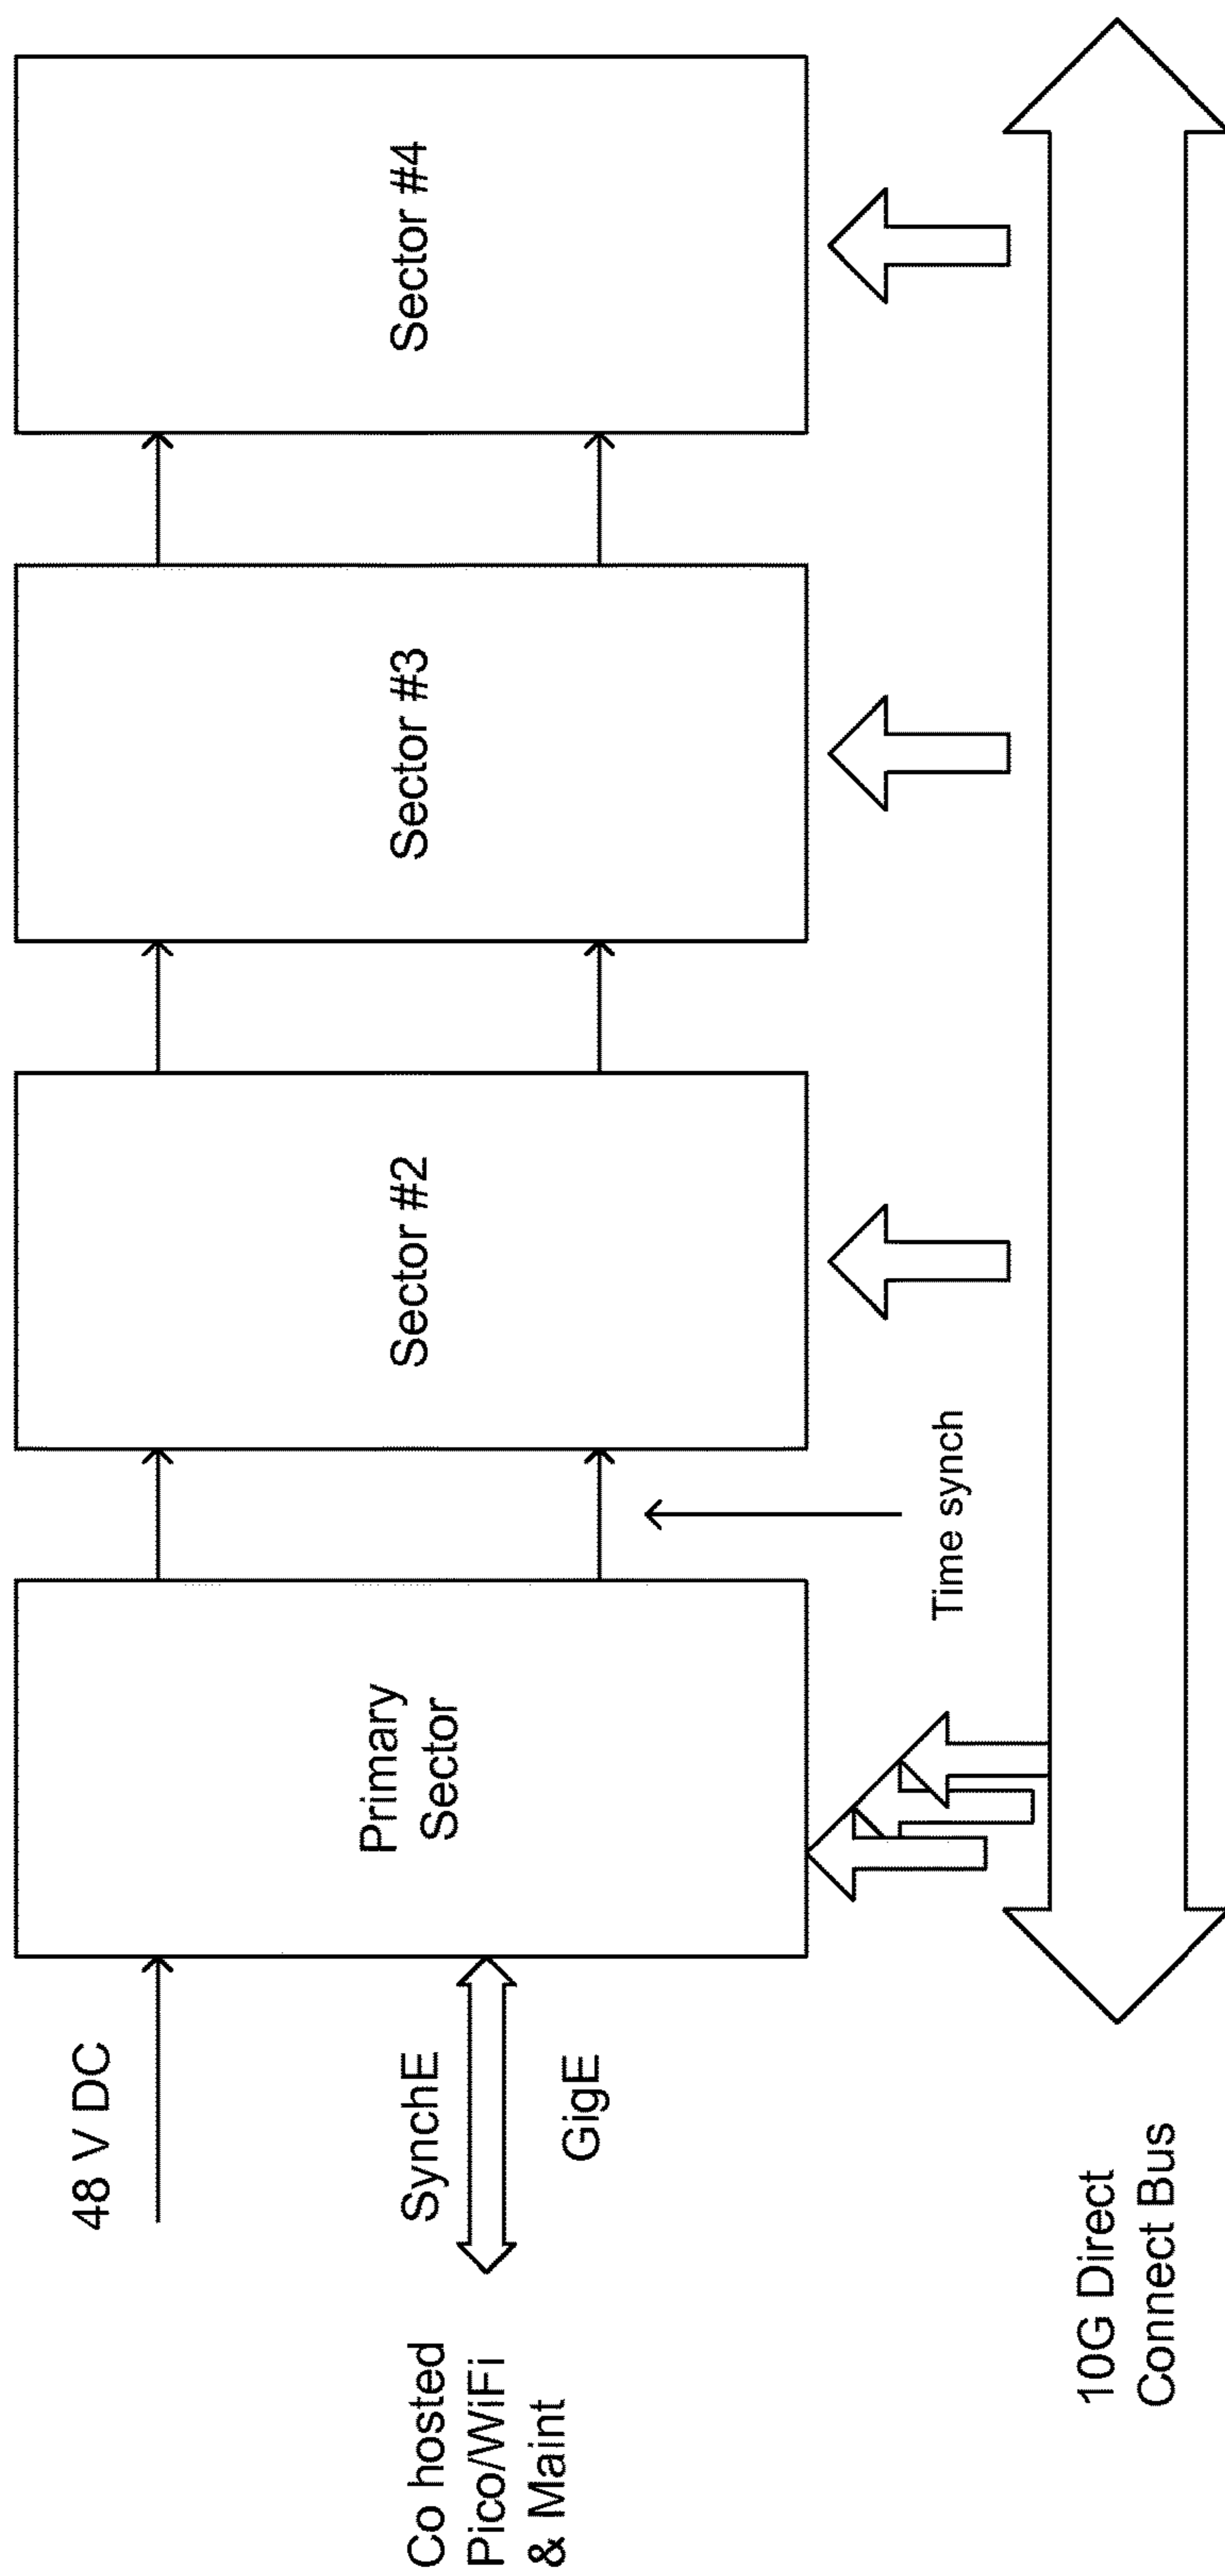 48 V DC
SynchE
GigE
Co hosted
Pico/WiFi
& Maint
Primary
Sector
Sector #2
Sector #3
Sector #4
Time synch
10G Direct
Connect Bus